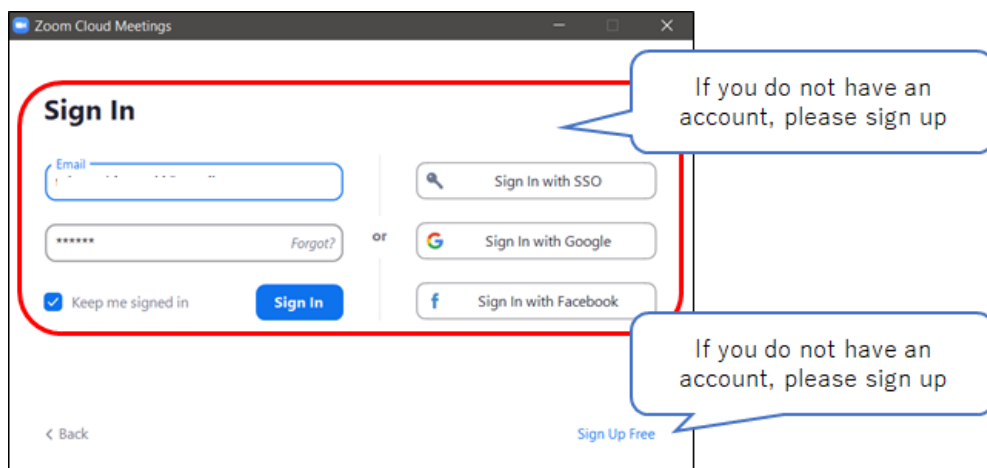 Zoom Cloud Meetings
If you do not have an
account, please sign up
Sign In
Email
Sign In with SSO
****** Forgot?
or
Sign In with Google
Keep me signed in
Sign In
Sign In with Facebook
If you do not have an
account, please sign up
< Back
Sign Up Free